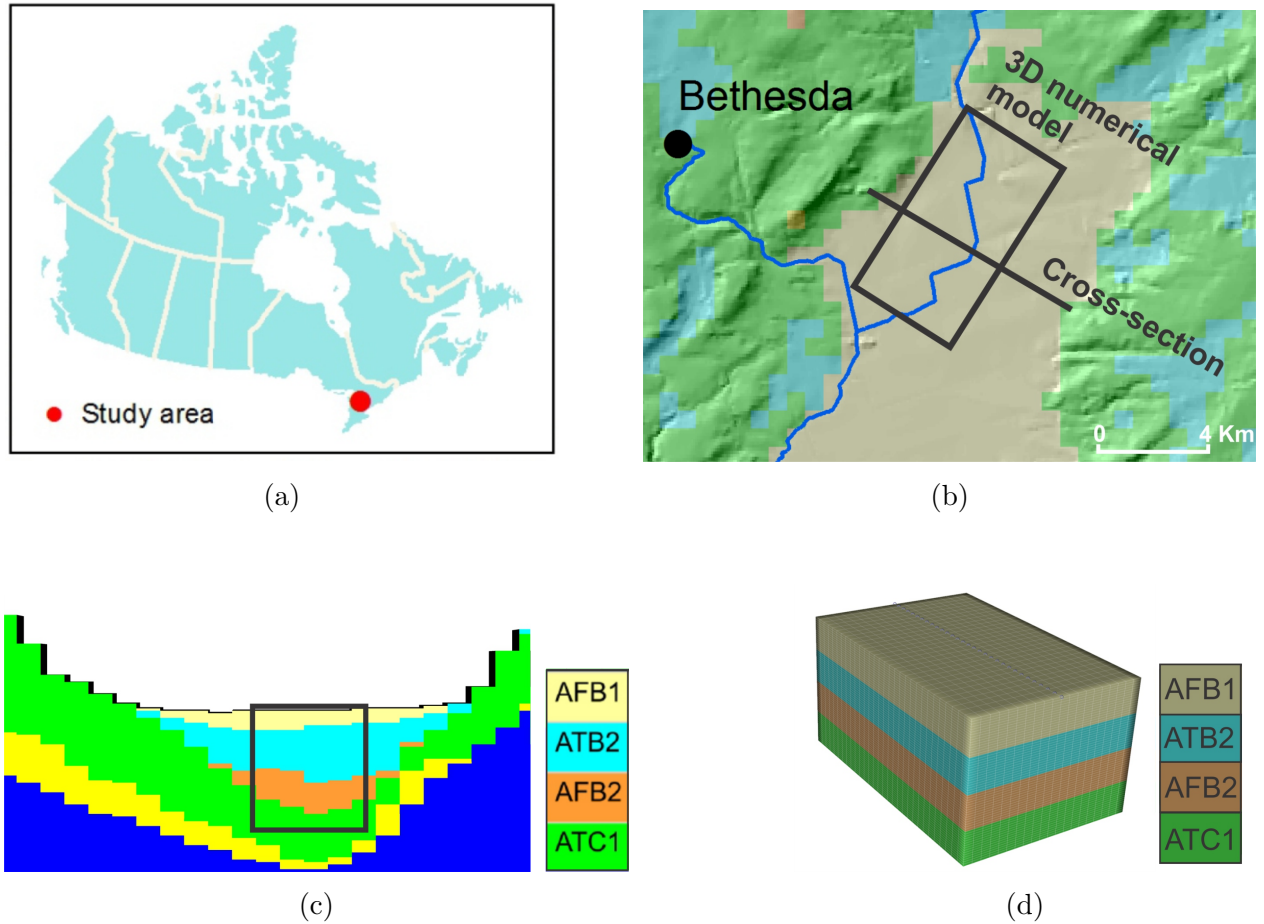 Study area
(a)
Bethesda
3D numerical
model
Cross-section
0 4 Km
(b)
AFB1
ATB2
AFB2
ATC1
(c)
AFB1
ATB2
AFB2
ATC1
(d)